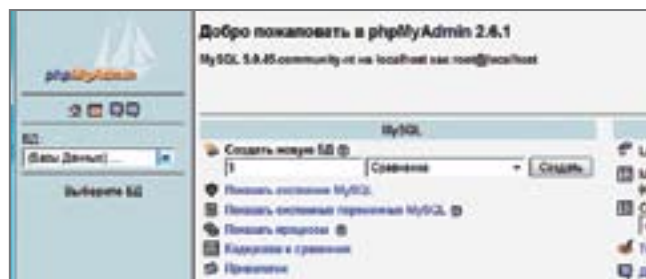 phpMyAdmin
БД:
(Базы Данных) ...
Выберите БД
Добро пожаловать в phpMyAdmin 2.6.1
MySQL 5.0.45-community-nt на localhost как root@localhost
MySQL
Создать новую БД
Сравнение
Создать
Показать состояние MySQL
Показать системные переменные MySQL
Показать процессы
Кодировки и сравнения
Привилегии